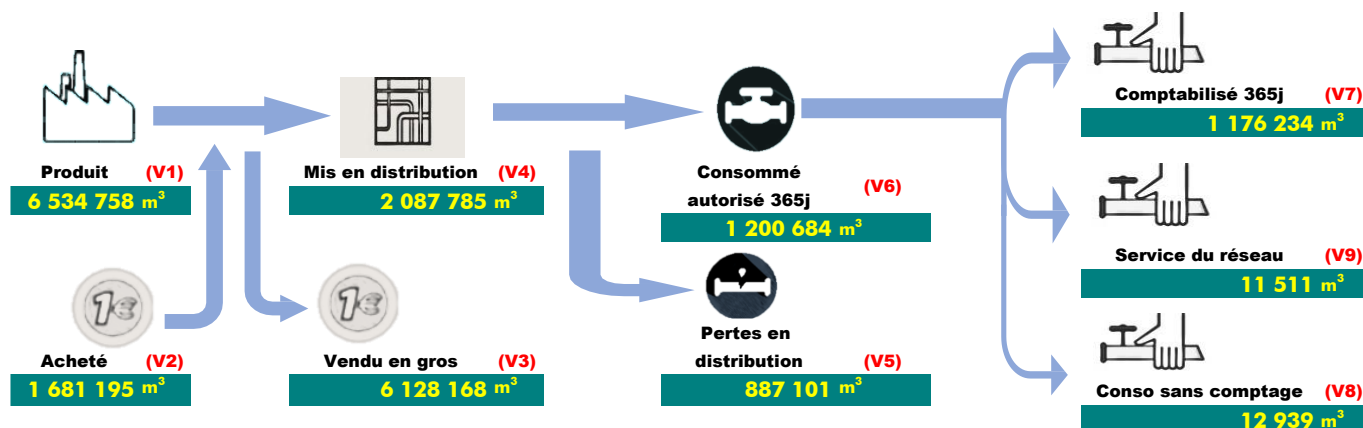 Produit (V1)
6 534 758 m³
Mis en distribution (V4)
2 087 785 m³
Consommé
autorisé 365j (V6)
1 200 684 m³
Comptabilisé 365j (V7)
1 176 234 m³
Service du réseau (V9)
11 511 m³
1€
Acheté (V2)
1 681 195 m³
1€
Vendu en gros (V3)
6 128 168 m³
Pertes en
distribution (V5)
887 101 m³
Conso sans comptage (V8)
12 939 m³